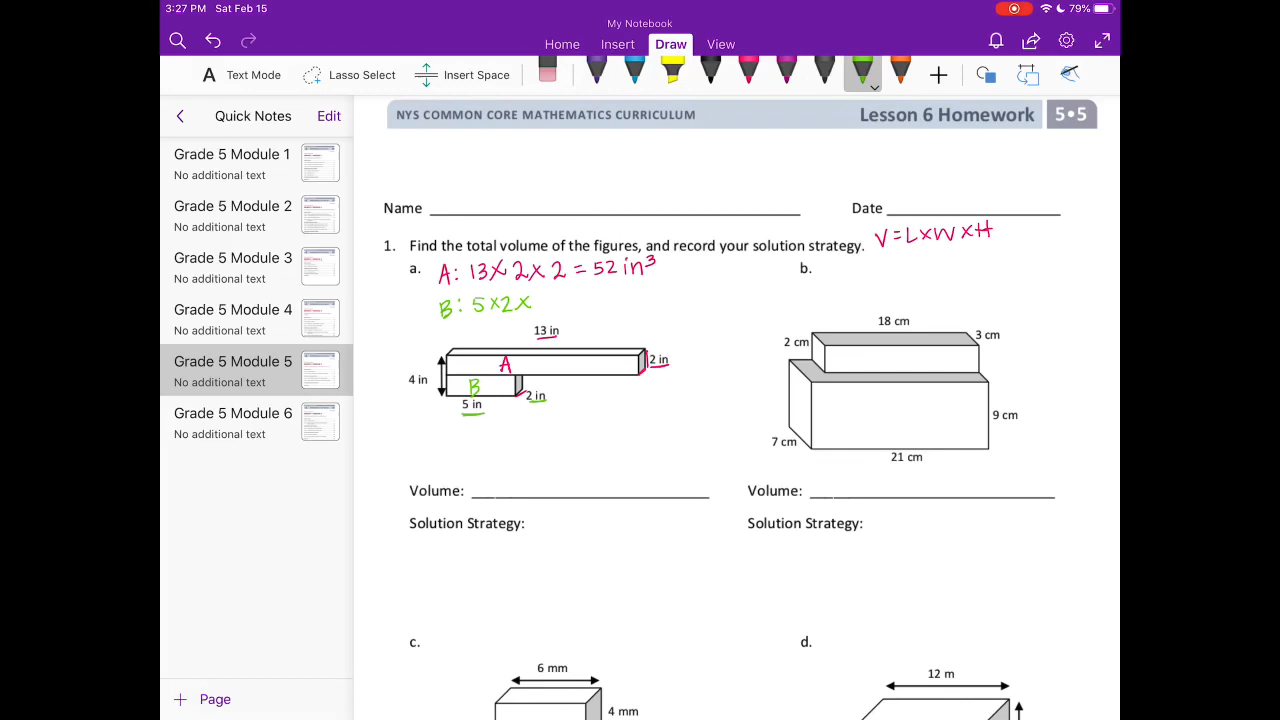 3:27 PM Sat Feb 15
79%
My Notebook
Home Insert Draw View
A Text Mode Lasso Select Insert Space
Quick Notes Edit
Grade 5 Module 1
No additional text
Grade 5 Module 2
No additional text
Grade 5 Module 3
No additional text
Grade 5 Module 4
No additional text
Grade 5 Module 5
No additional text
Grade 5 Module 6
No additional text
+ Page
NYS COMMON CORE MATHEMATICS CURRICULUM Lesson 6 Homework 5•5
Name Date
V = L x W x H
1. Find the total volume of the figures, and record your solution strategy.
a. A: 13 x 2 x 2 = 52 in³
B: 5 x 2 x
13 in
A
2 in
4 in
B
2 in
5 in
b.
18 cm
2 cm
3 cm
9 cm
7 cm
21 cm
Volume: Volume:
Solution Strategy: Solution Strategy:
c. d.
6 mm
4 mm
12 m